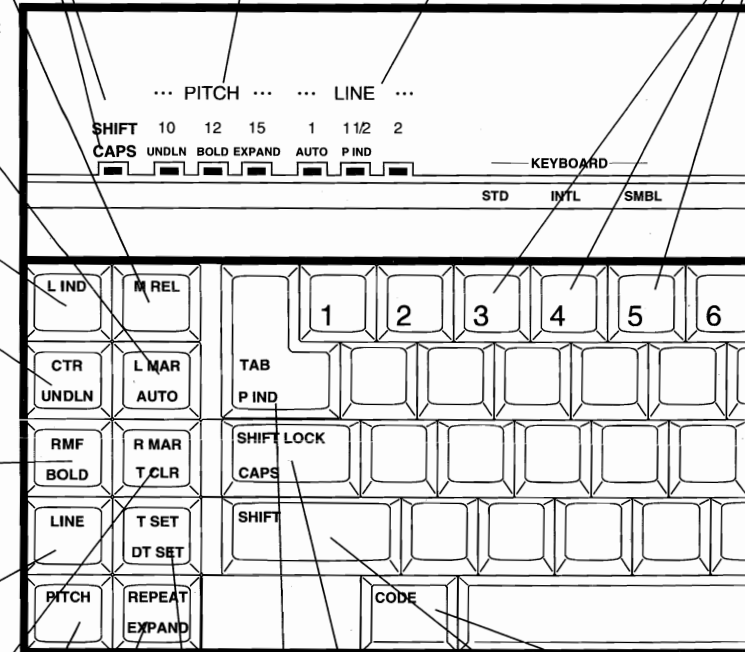 ··· PITCH ··· ··· LINE ···
SHIFT 10 12 15 1 1 1/2 2
CAPS UNDLN BOLD EXPAND AUTO P IND
KEYBOARD
STD INTL SMBL
L IND M REL
1 2 3 4 5 6
CTR L MAR TAB
UNDLN AUTO P IND
RMF R MAR SHIFT LOCK
BOLD T CLR CAPS
LINE T SET SHIFT
DT SET
PITCH REPEAT CODE
EXPAND